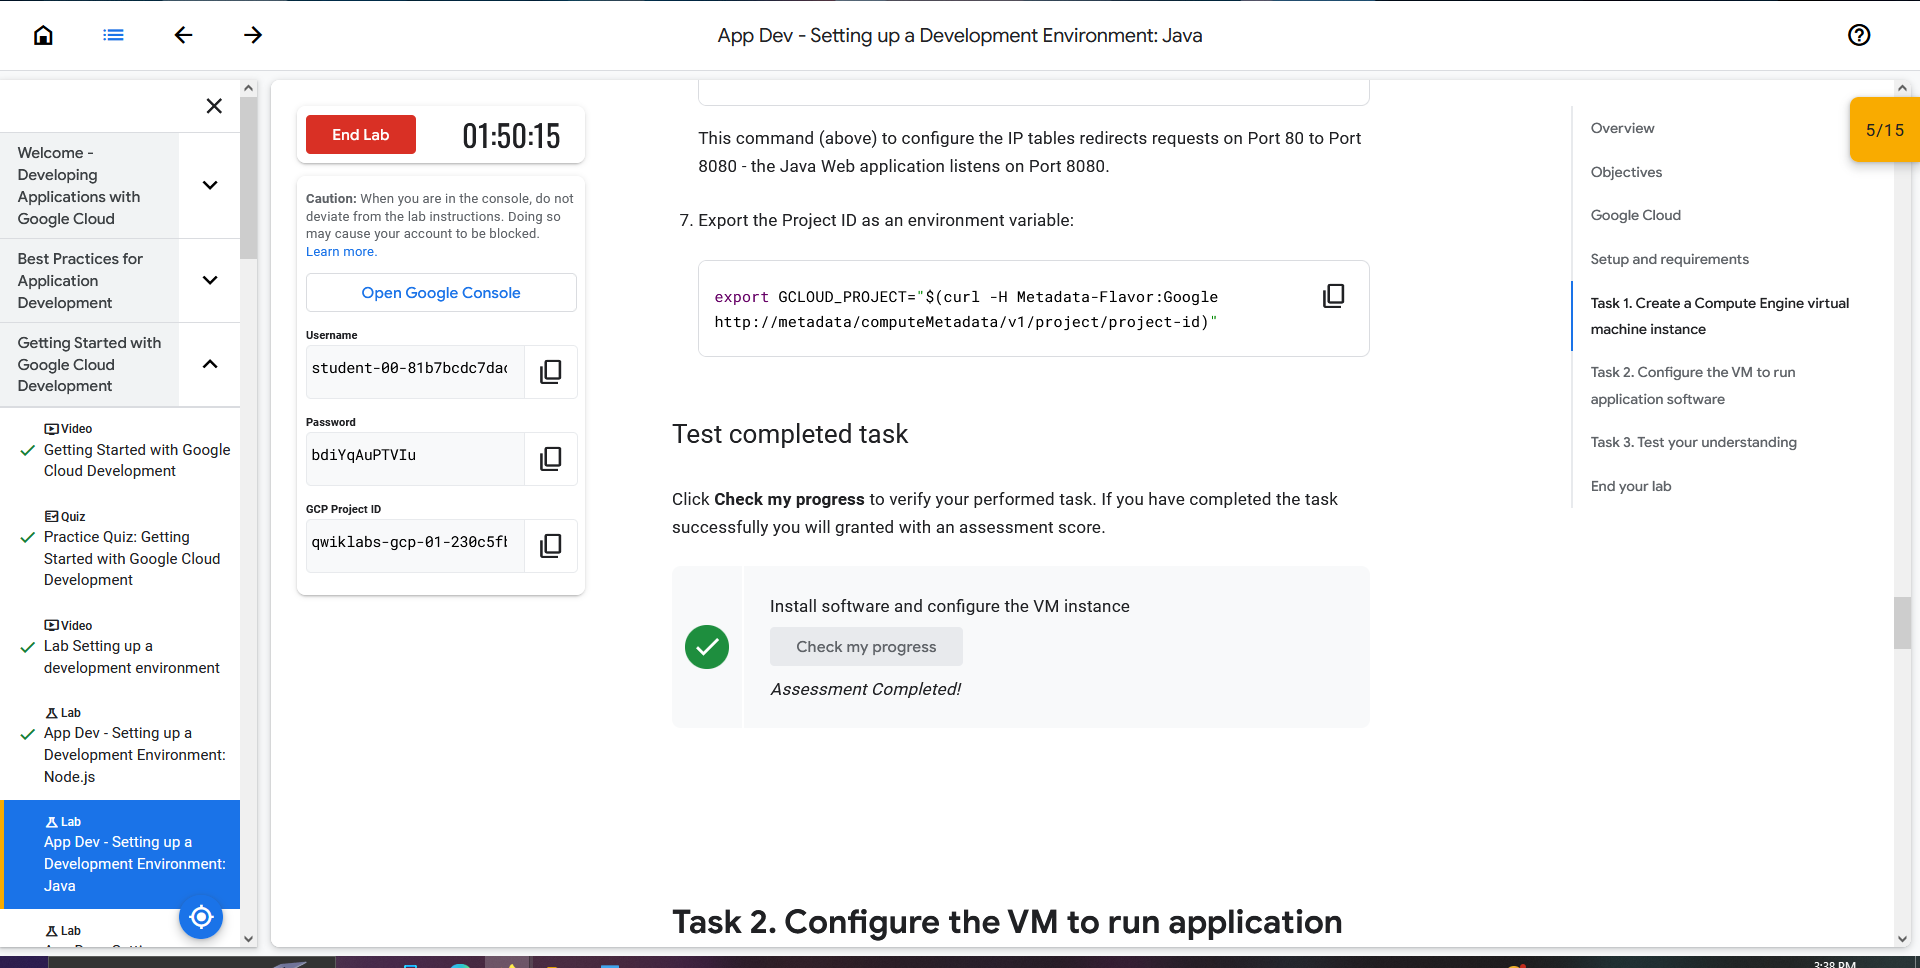 App Dev - Setting up a Development Environment: Java
Welcome -
Developing
Applications with
Google Cloud
Best Practices for
Application
Development
Getting Started with
Google Cloud
Development
Video
Getting Started with Google
Cloud Development
Quiz
Practice Quiz: Getting
Started with Google Cloud
Development
Video
Lab Setting up a
development environment
Lab
App Dev - Setting up a
Development Environment:
Node.js
Lab
App Dev - Setting up a
Development Environment:
Java
Lab
End Lab
01:50:15
Caution: When you are in the console, do not
deviate from the lab instructions. Doing so
may cause your account to be blocked.
Learn more.
Open Google Console
Username
student-00-81b7bcdc7dac
Password
bdiYqAuPTVIu
GCP Project ID
qwiklabs-gcp-01-230c5fb
This command (above) to configure the IP tables redirects requests on Port 80 to Port
8080 - the Java Web application listens on Port 8080.
7. Export the Project ID as an environment variable:
export GCLOUD_PROJECT="$(curl -H Metadata-Flavor:Google
http://metadata/computeMetadata/v1/project/project-id)"
Test completed task
Click Check my progress to verify your performed task. If you have completed the task
successfully you will granted with an assessment score.
Install software and configure the VM instance
Check my progress
Assessment Completed!
Task 2. Configure the VM to run application
Overview
Objectives
Google Cloud
Setup and requirements
Task 1. Create a Compute Engine virtual
machine instance
Task 2. Configure the VM to run
application software
Task 3. Test your understanding
End your lab
5/15
3:38 PM